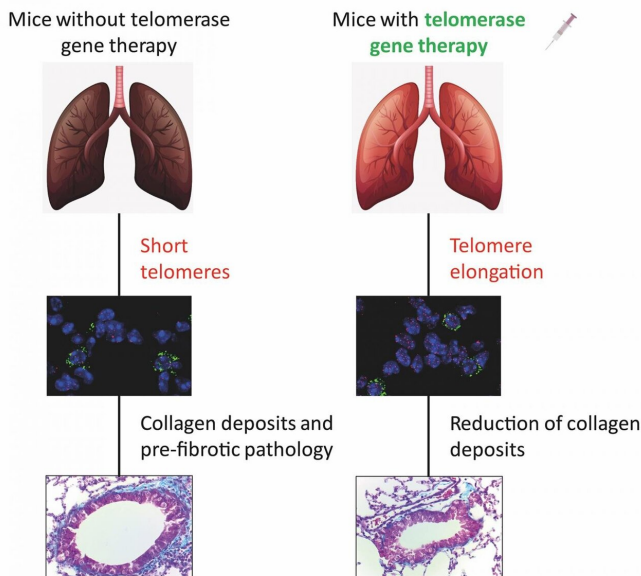 Mice without telomerase
gene therapy
Mice with telomerase
gene therapy
Short
telomeres
Telomere
elongation
Collagen deposits and
pre-fibrotic pathology
Reduction of collagen
deposits